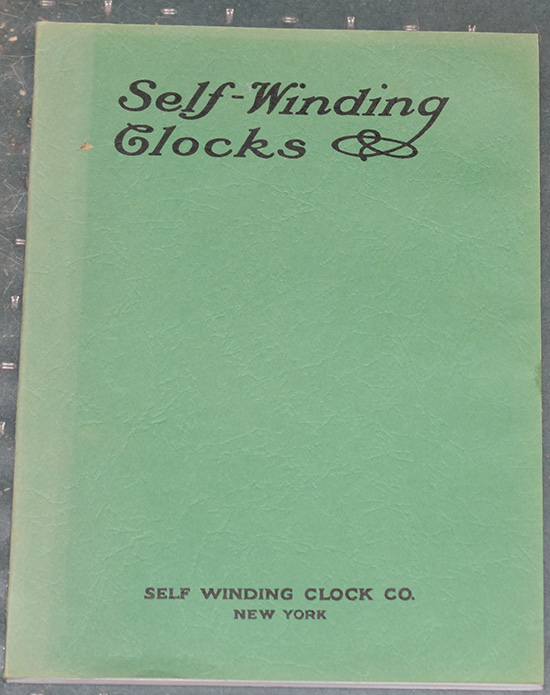 Self-Winding
Clocks
SELF WINDING CLOCK CO.
NEW YORK